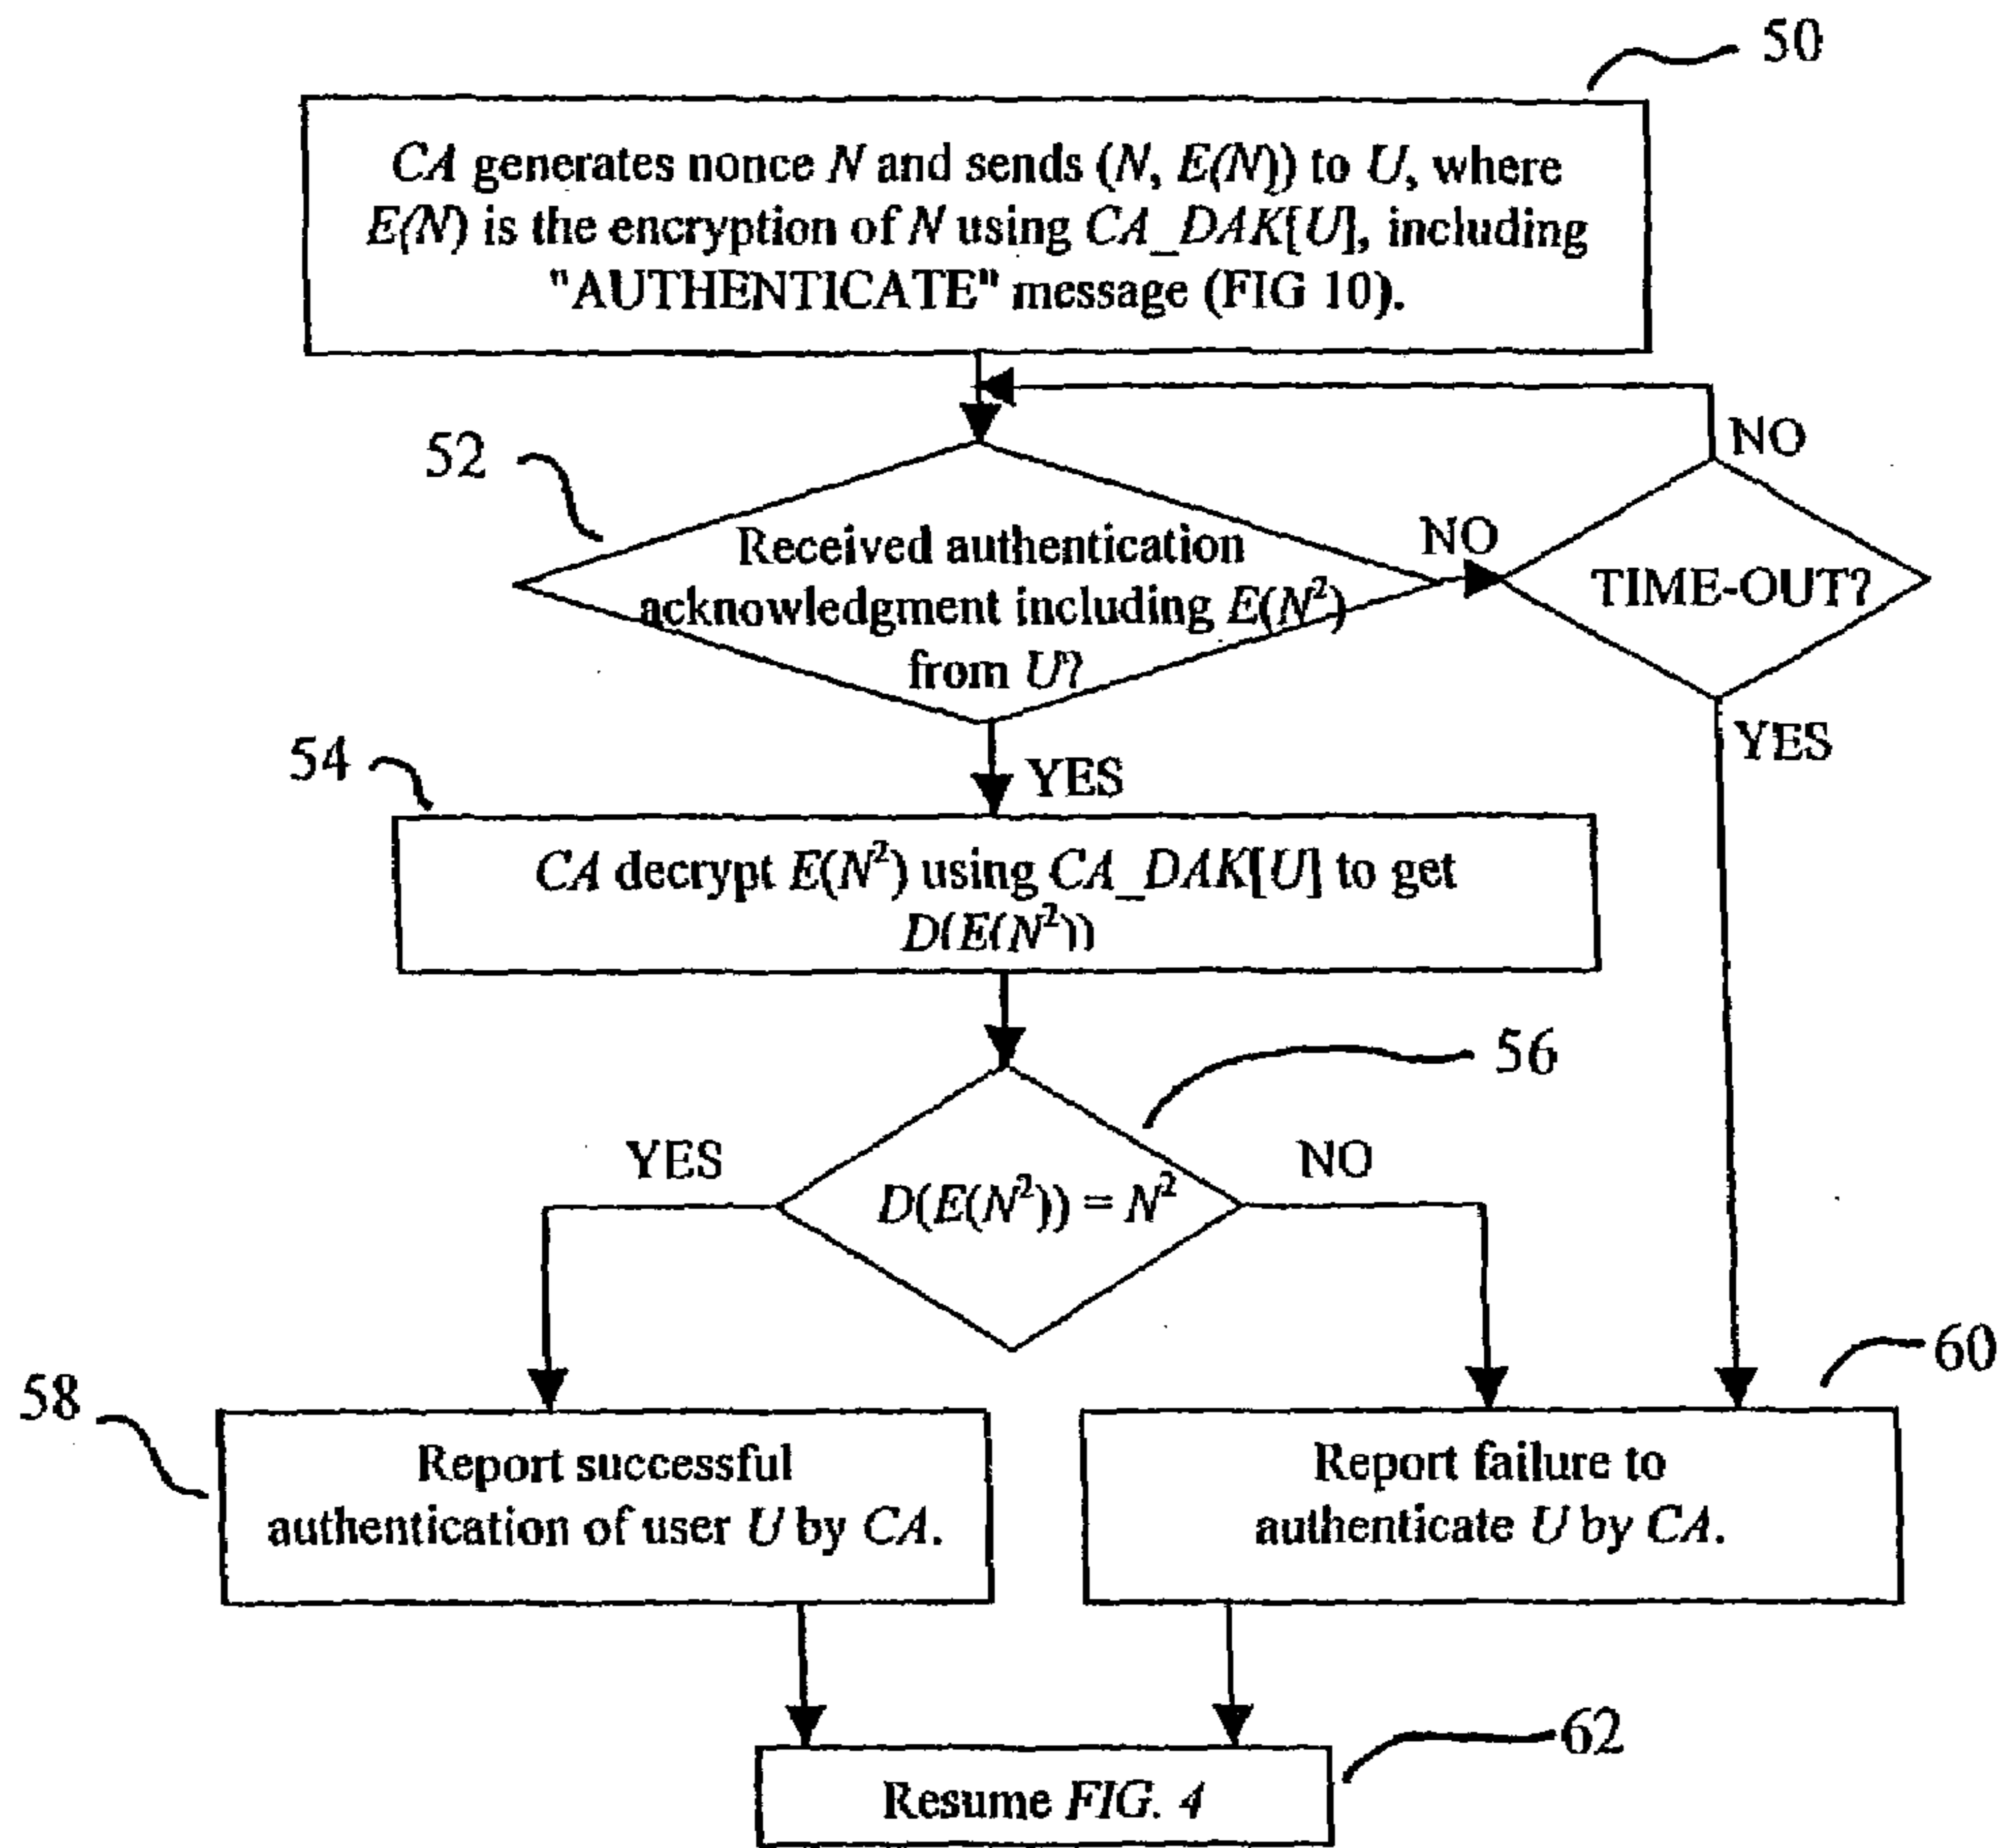 50
CA generates nonce N and sends (N, E(N)) to U, where
E(N) is the encryption of N using CA_DAK[U], including
"AUTHENTICATE" message (FIG 10).
52
NO
Received authentication
acknowledgment including E(N²)
from U?
NO
TIME-OUT?
YES
54
YES
CA decrypt E(N²) using CA_DAK[U] to get
D(E(N²))
56
YES
NO
D(E(N²)) = N²
58
60
Report successful
authentication of user U by CA.
Report failure to
authenticate U by CA.
62
Resume FIG. 4